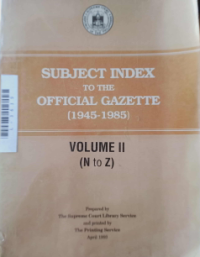 SUBJECT INDEX
TO THE
OFFICIAL GAZETTE
(1945-1985)
VOLUME II
(N to Z)
Prepared by
The Supreme Court Library Service
and printed by
The Printing Service
April